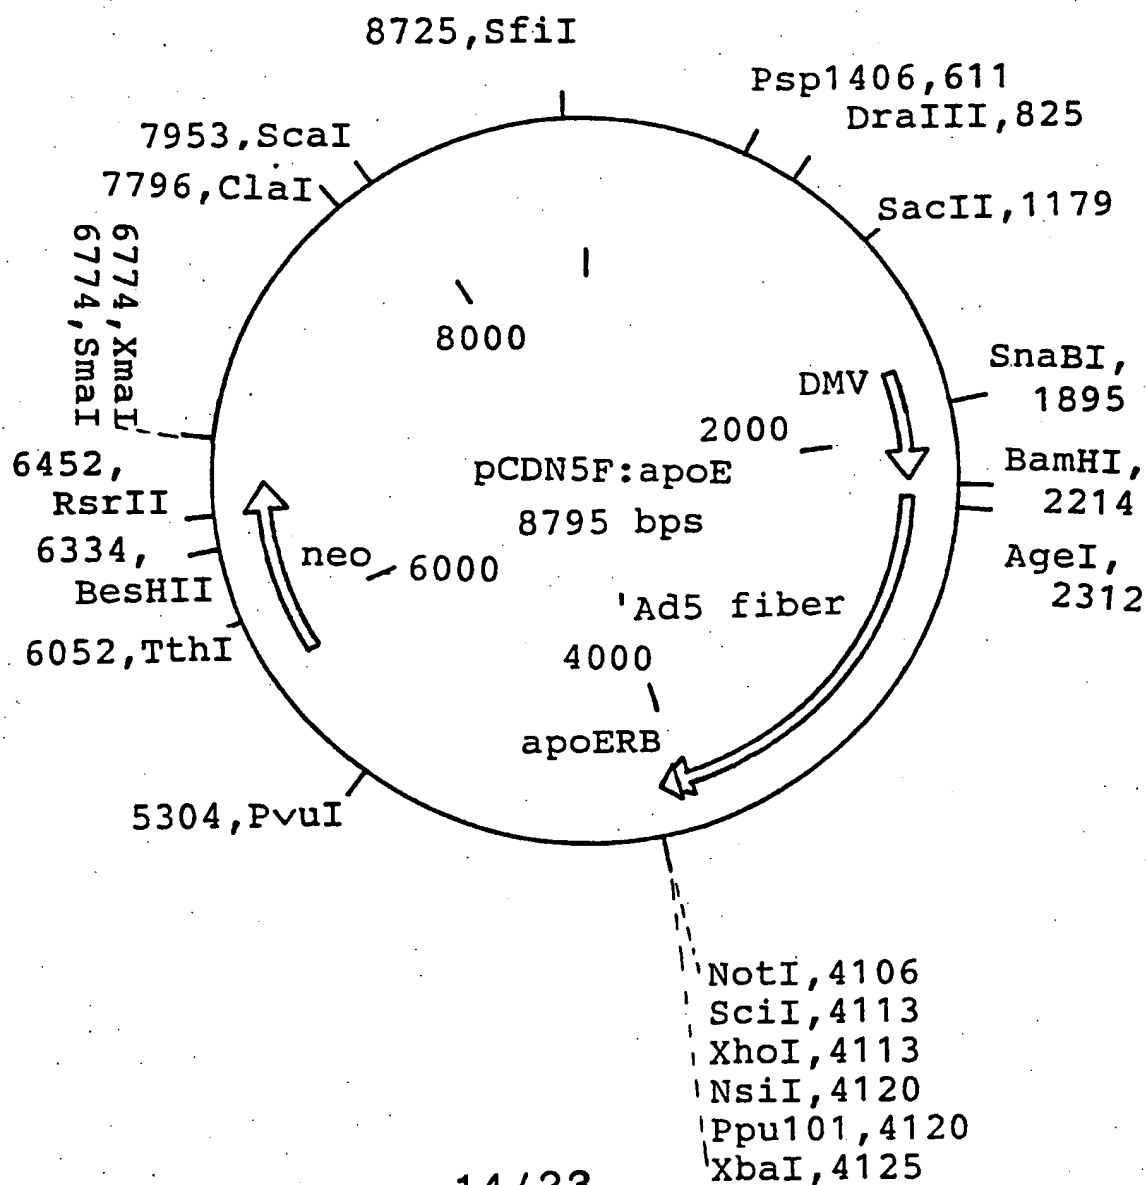 8725,SfiI
Psp1406,611
DraIII,825
7953,ScaI
7796,ClaI
SacII,1179
6774,XmaI
6774,SmaI
8000
DMV
SnaBI,
1895
2000
pCDN5F:apoE
8795 bps
BamHI,
2214
6452,
RsrII
6334,
BesHII
neo
6000
AgeI,
2312
'Ad5 fiber
6052,TthI
4000
apoERB
5304,PvuI
NotI,4106
SciI,4113
XhoI,4113
NsiI,4120
Ppu101,4120
XbaI,4125
14/23